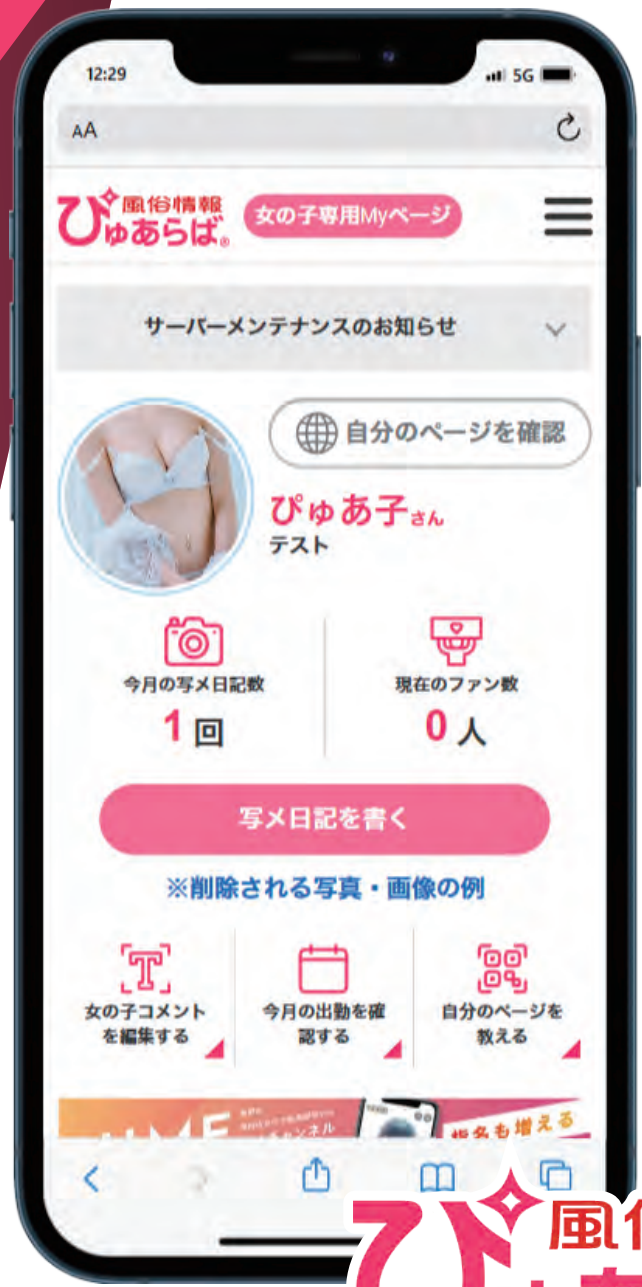 12:29
5G
AA
風俗情報
ぴゅあらば®
女の子専用Myページ
サーバーメンテナンスのお知らせ
自分のページを確認
ぴゅあ子さん
テスト
今月の写メ日記数
1回
現在のファン数
0人
写メ日記を書く
※削除される写真・画像の例
女の子コメント
を編集する
今月の出勤を確
認する
自分のページを
教える
チャンネル
指名も増える
風俗